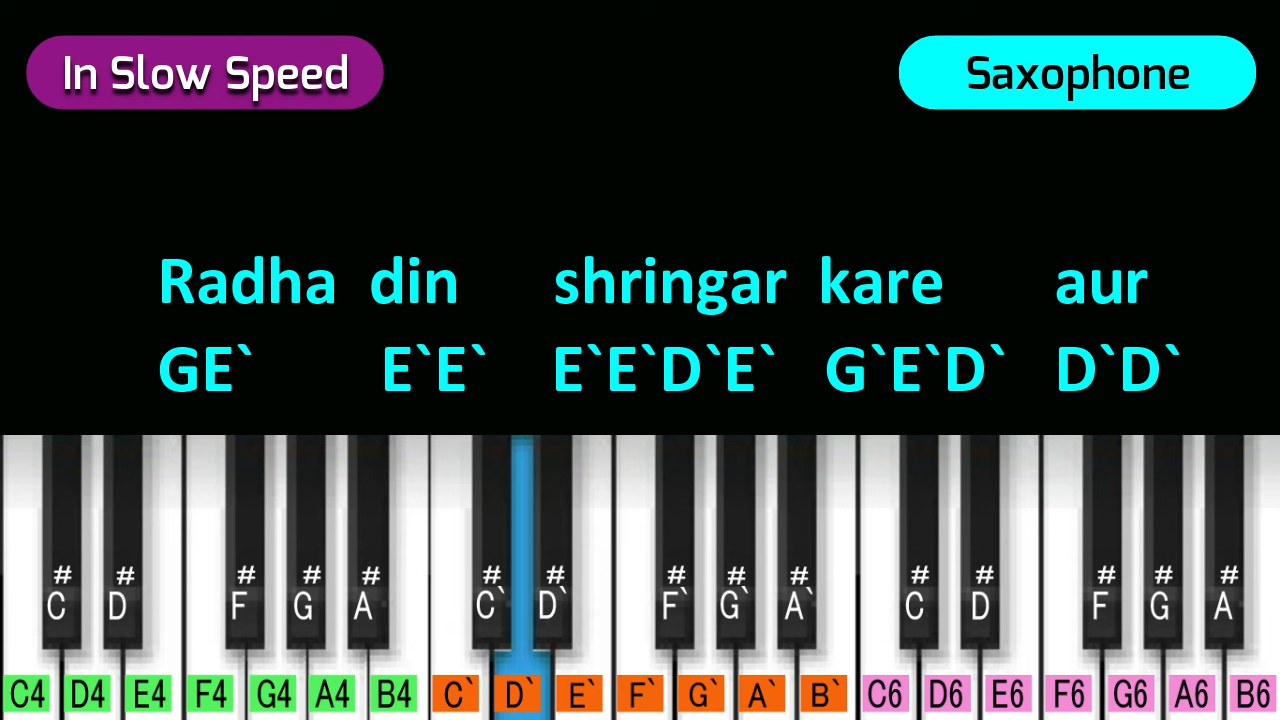 In Slow Speed Saxophone
Radha din shringar kare aur
GE` E`E` E`E`D`E` G`E`D` D`D`
# # # # # # # # # # # # # # #
C D F G A C` D` F` G` A` C D F G A
C4 D4 E4 F4 G4 A4 B4 C` D` E` F` G` A` B` C6 D6 E6 F6 G6 A6 B6